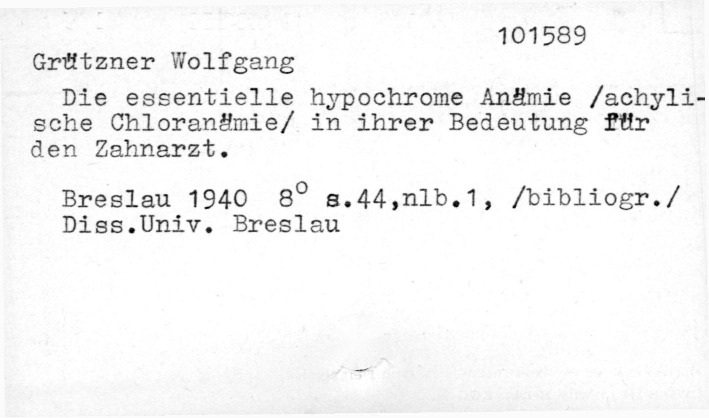 101589
Grützner Wolfgang
Die essentielle hypochrome Anämie /achyli-
sche Chloranämie/ in ihrer Bedeutung für
den Zahnarzt.
Breslau 1940 8° s.44,nlb.1, /bibliogr./
Diss.Univ. Breslau